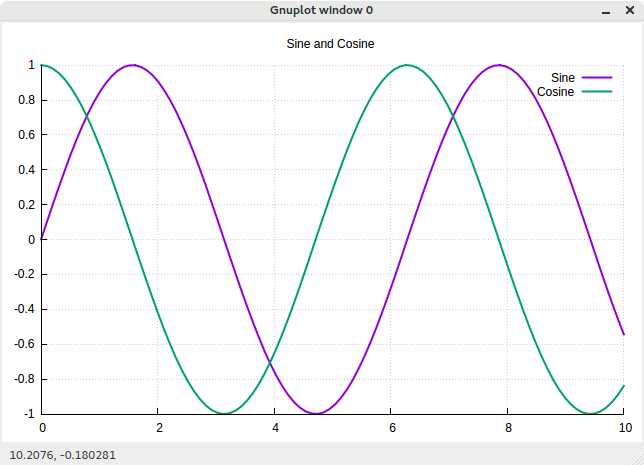 Gnuplot window 0
Sine and Cosine
1
0.8
0.6
0.4
0.2
0
-0.2
-0.4
-0.6
-0.8
-1
Sine
Cosine
0 2 4 6 8 10
10.2076, -0.180281